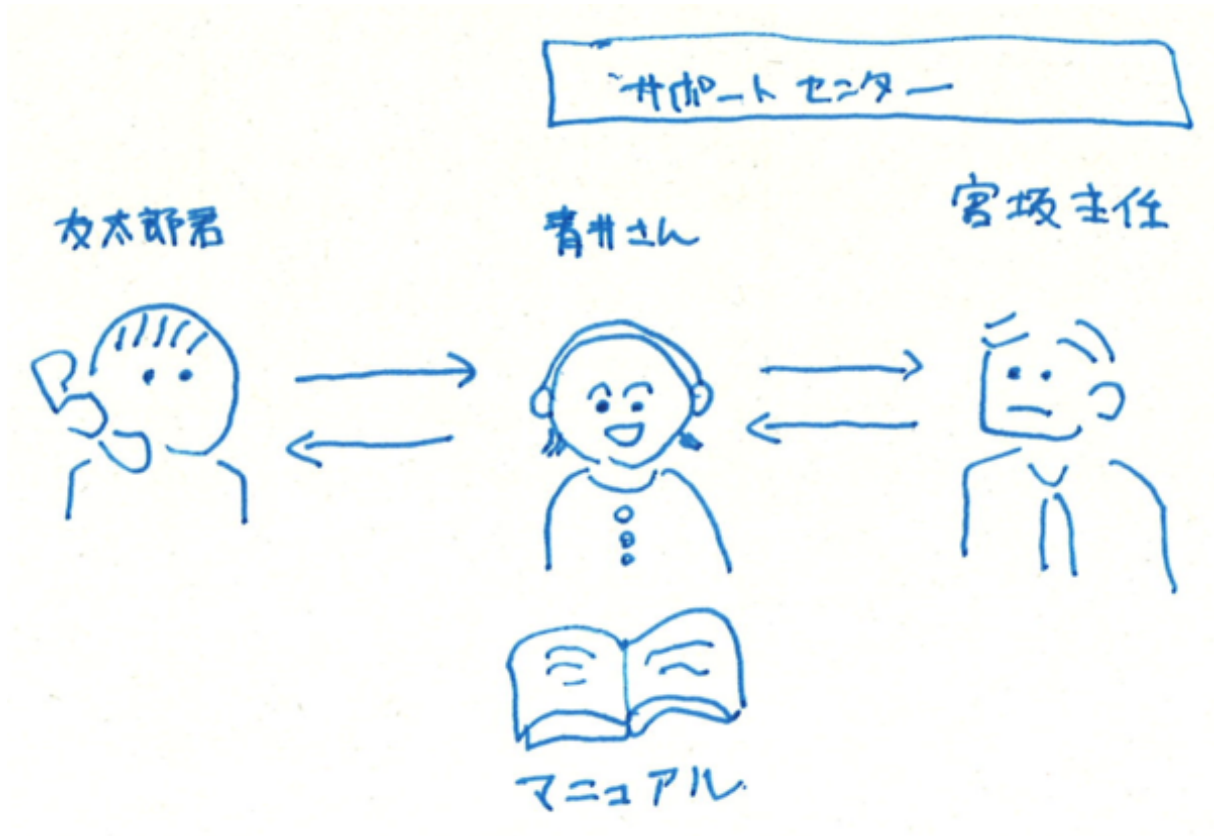 サポートセンター
友太郎君
青井さん
宮坂主任
マニュアル